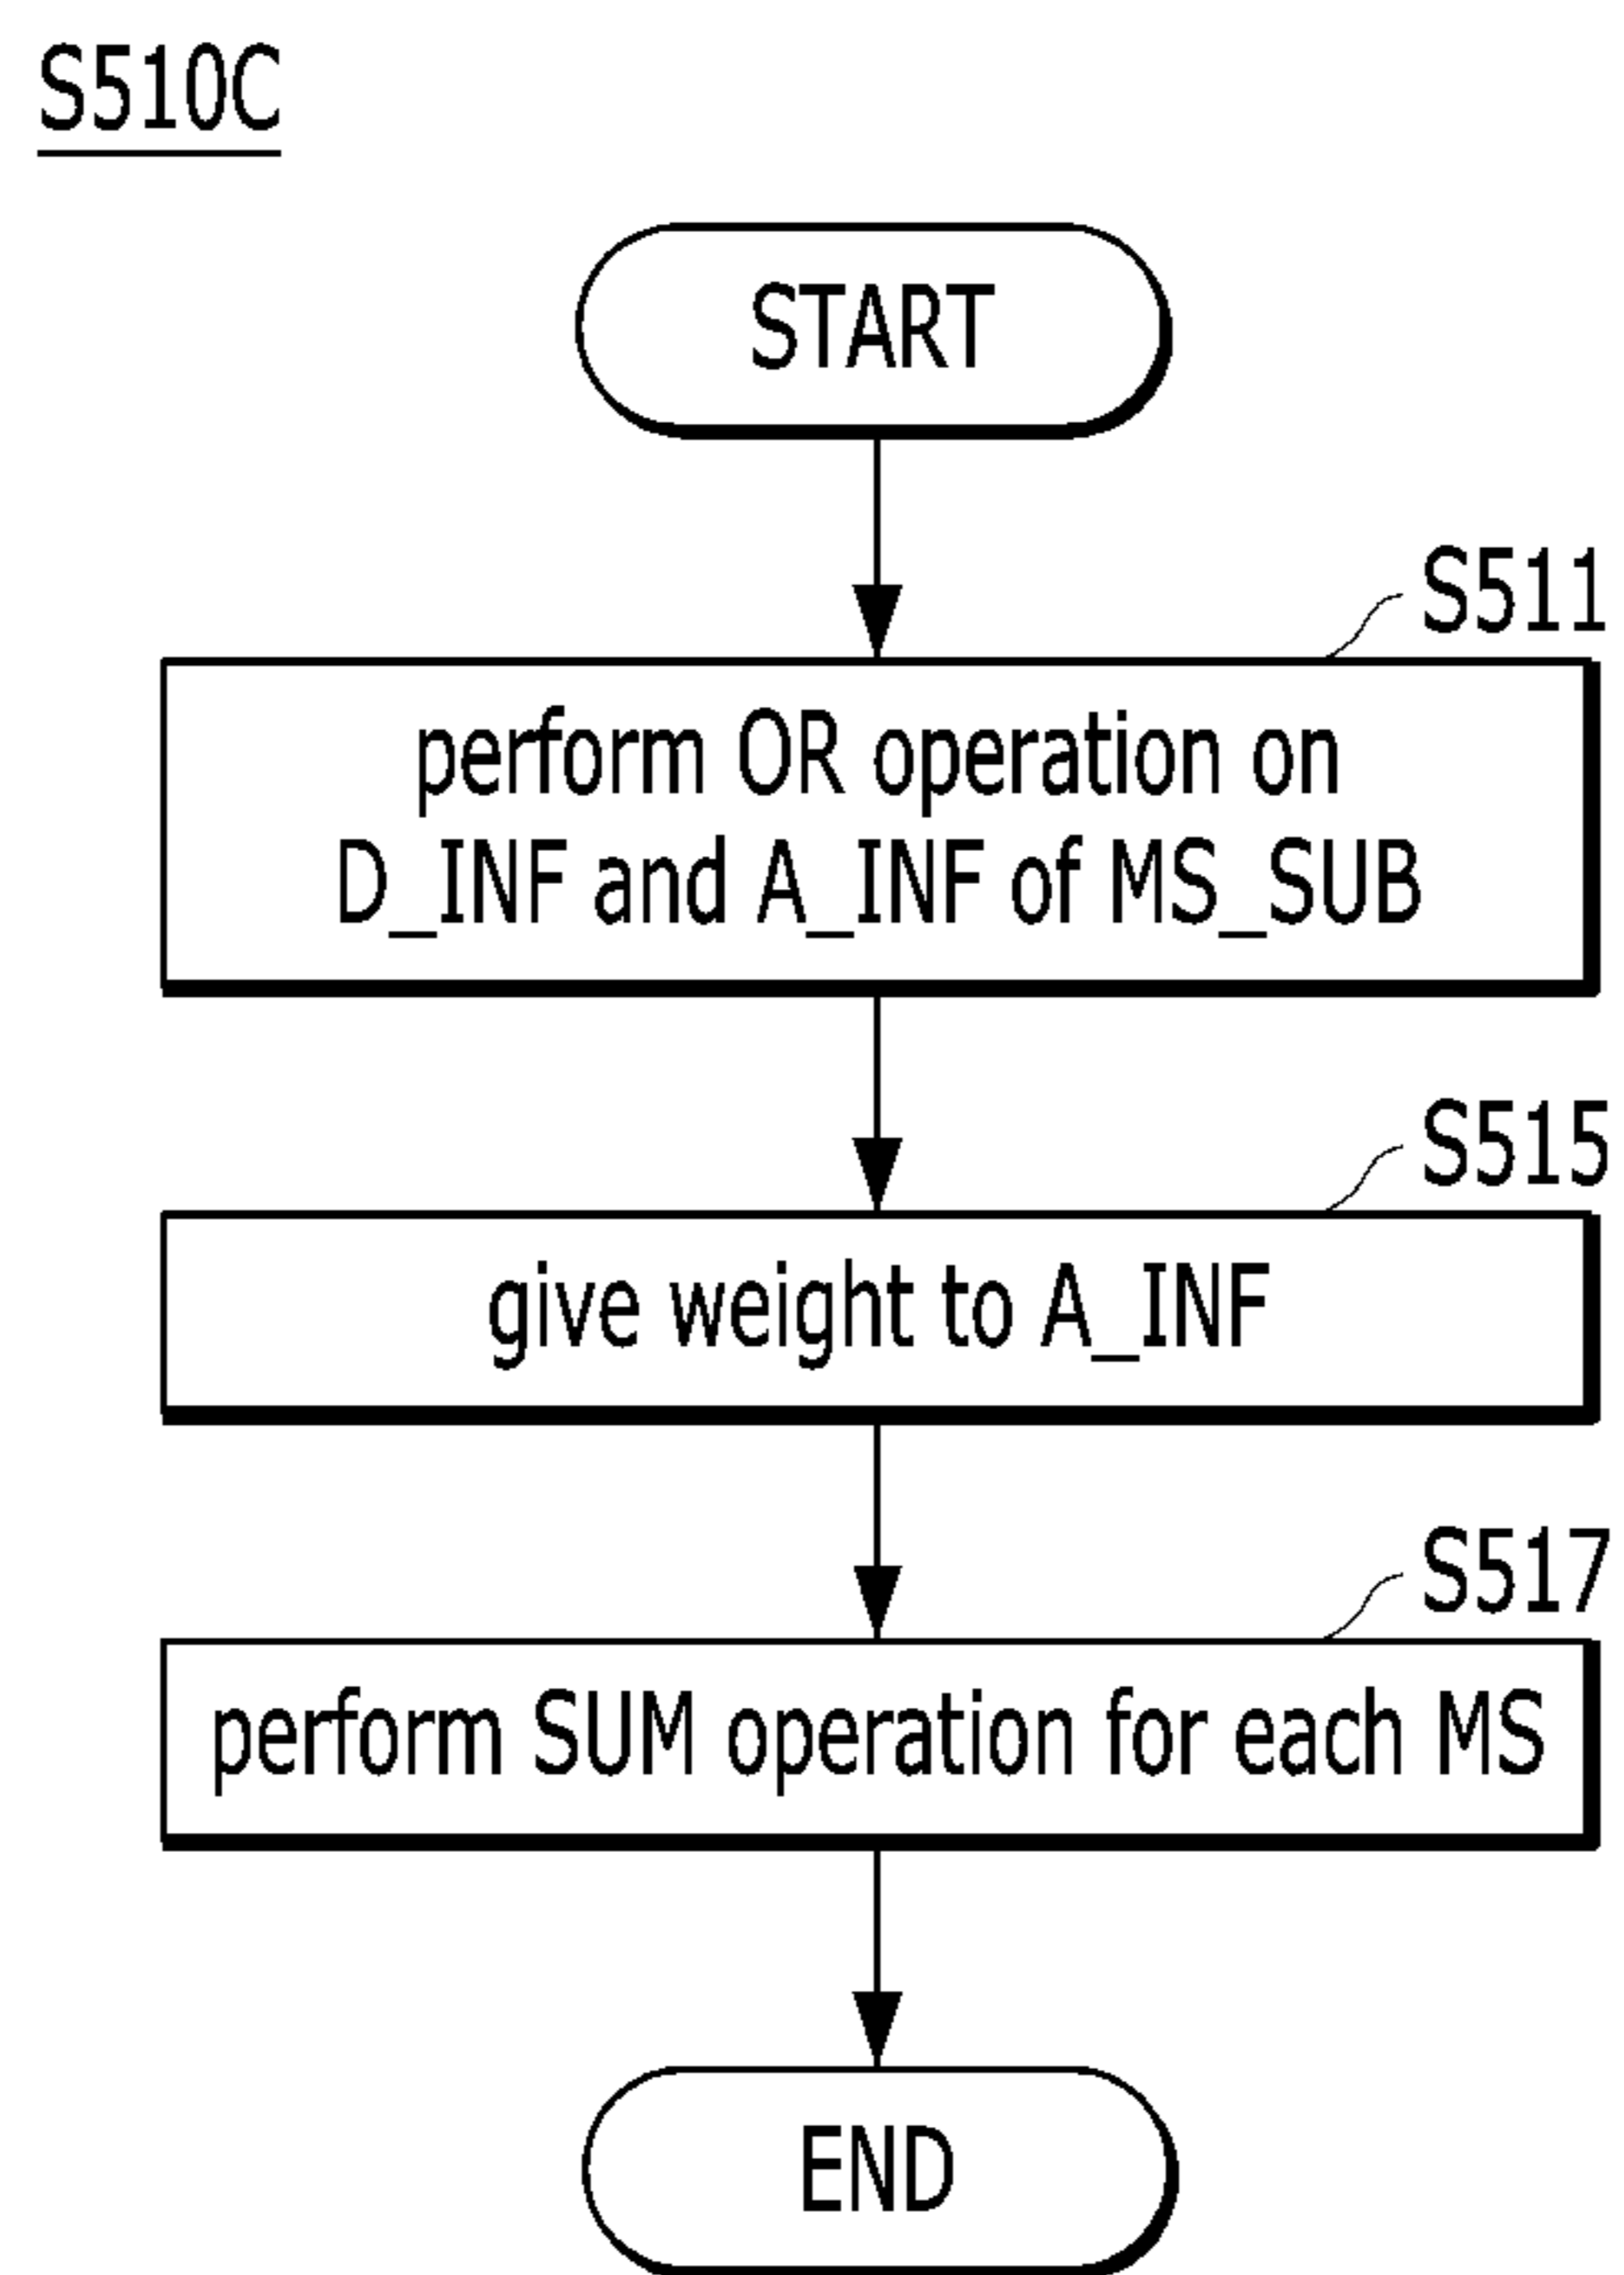 S510C
START
S511
perform OR operation on
D_INF and A_INF of MS_SUB
S515
give weight to A_INF
S517
perform SUM operation for each MS
END